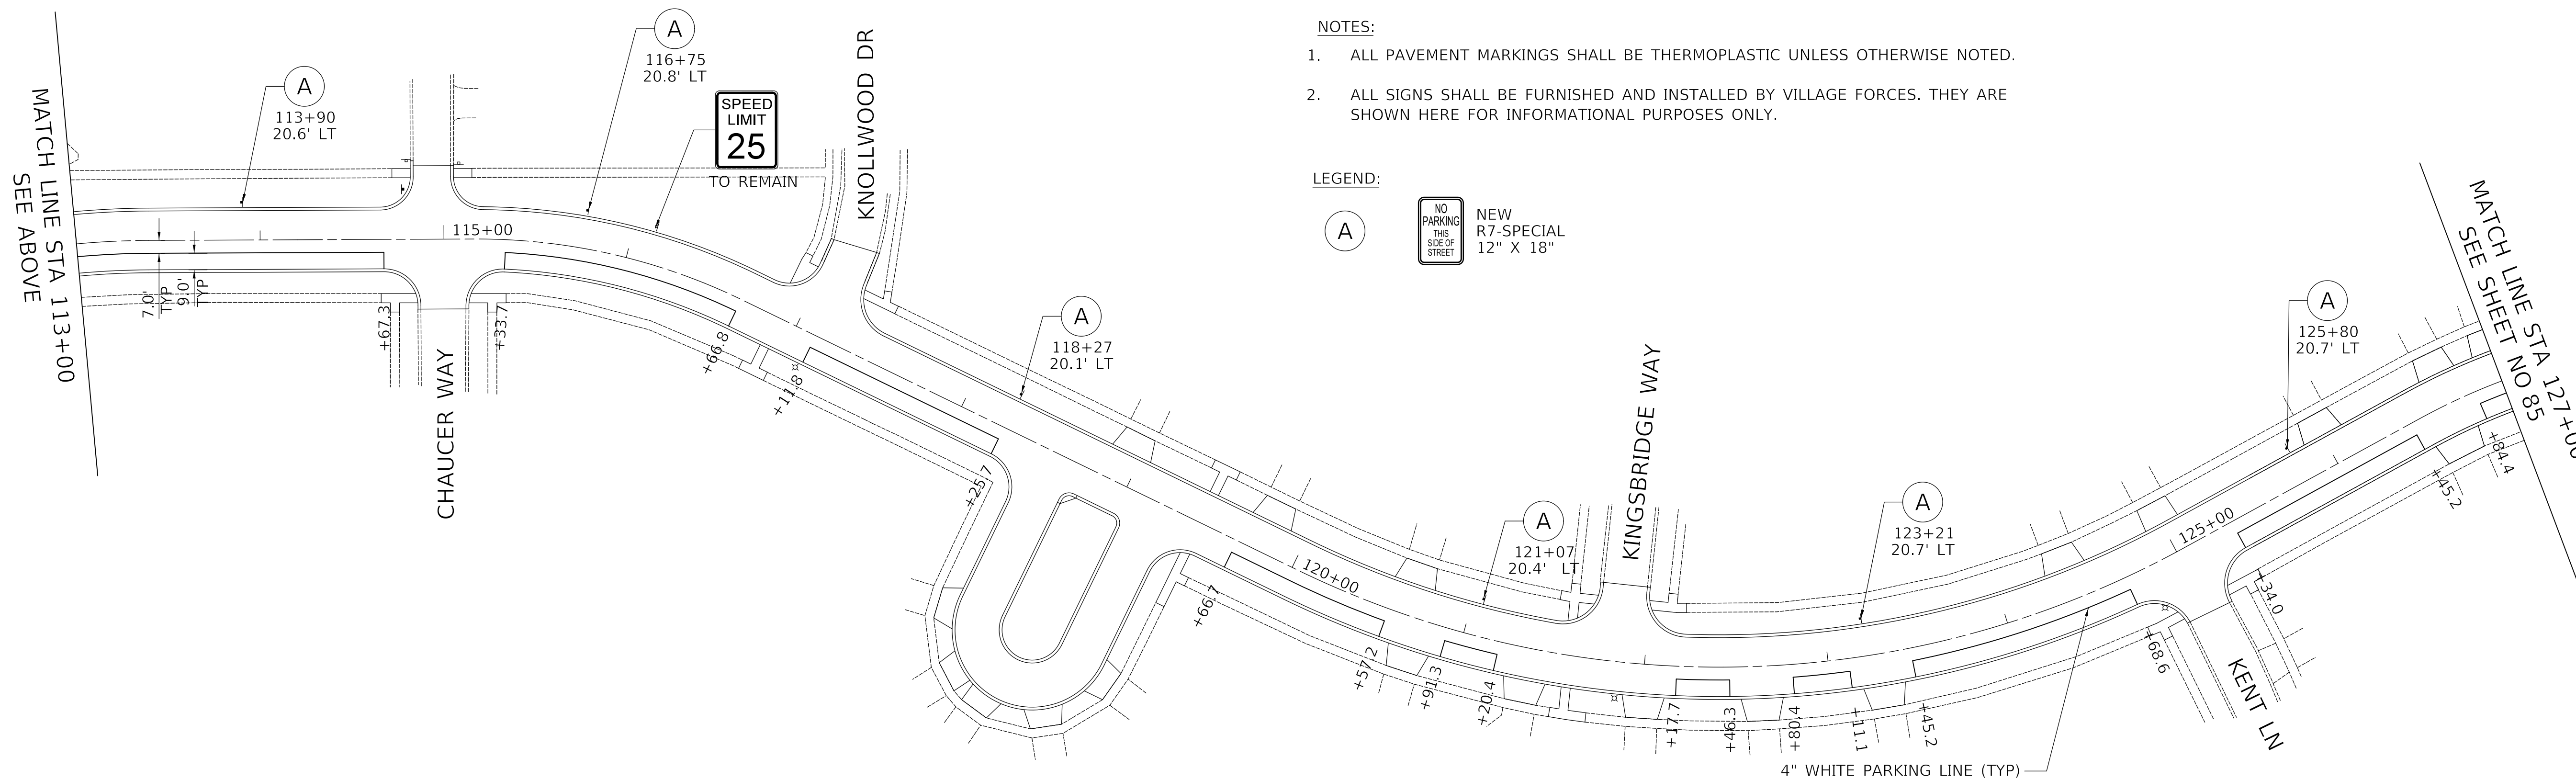 MATCH LINE STA 113+00
SEE ABOVE
A
113+90
20.6' LT
A
116+75
20.8' LT
SPEED
LIMIT
25
TO REMAIN
KNOLLWOOD DR
NOTES:
1. ALL PAVEMENT MARKINGS SHALL BE THERMOPLASTIC UNLESS OTHERWISE NOTED.
2. ALL SIGNS SHALL BE FURNISHED AND INSTALLED BY VILLAGE FORCES. THEY ARE
SHOWN HERE FOR INFORMATIONAL PURPOSES ONLY.
LEGEND:
A
NO
PARKING
THIS
SIDE OF
STREET
NEW
R7-SPECIAL
12" X 18"
115+00
7.0'
TYP
9.0'
TYP
+67.3
+33.7
CHAUCER WAY
+66.8
+11.8
A
118+27
20.1' LT
+25.7
+66.7
120+00
A
121+07
20.4' LT
KINGSBRIDGE WAY
+57.2
+91.3
+20.4
+17.7
+46.3
+80.4
+11.1
+45.2
A
123+21
20.7' LT
4" WHITE PARKING LINE (TYP)
125+00
+68.6
+34.0
KENT LN
A
125+80
20.7' LT
+45.2
+84.4
MATCH LINE STA 127+00
SEE SHEET NO 85